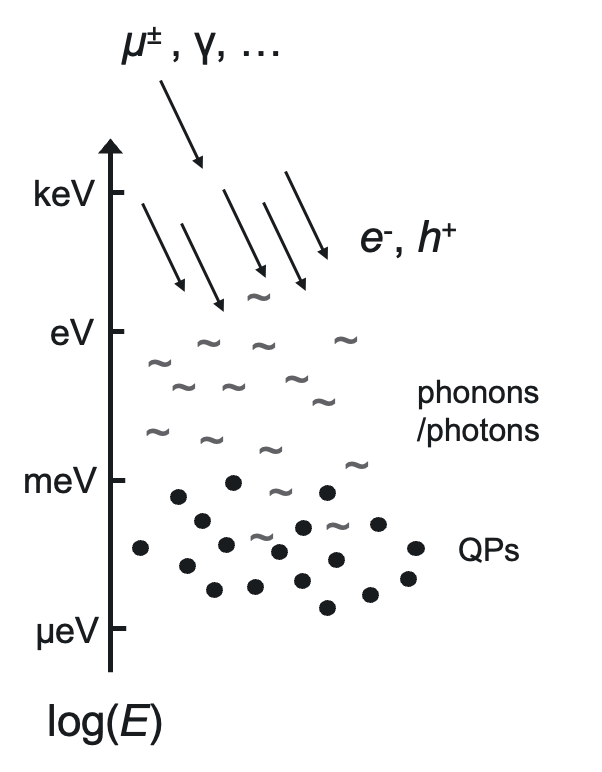 μ± , γ, …
keV
e-, h+
eV
phonons
/photons
meV
QPs
μeV
log(E)